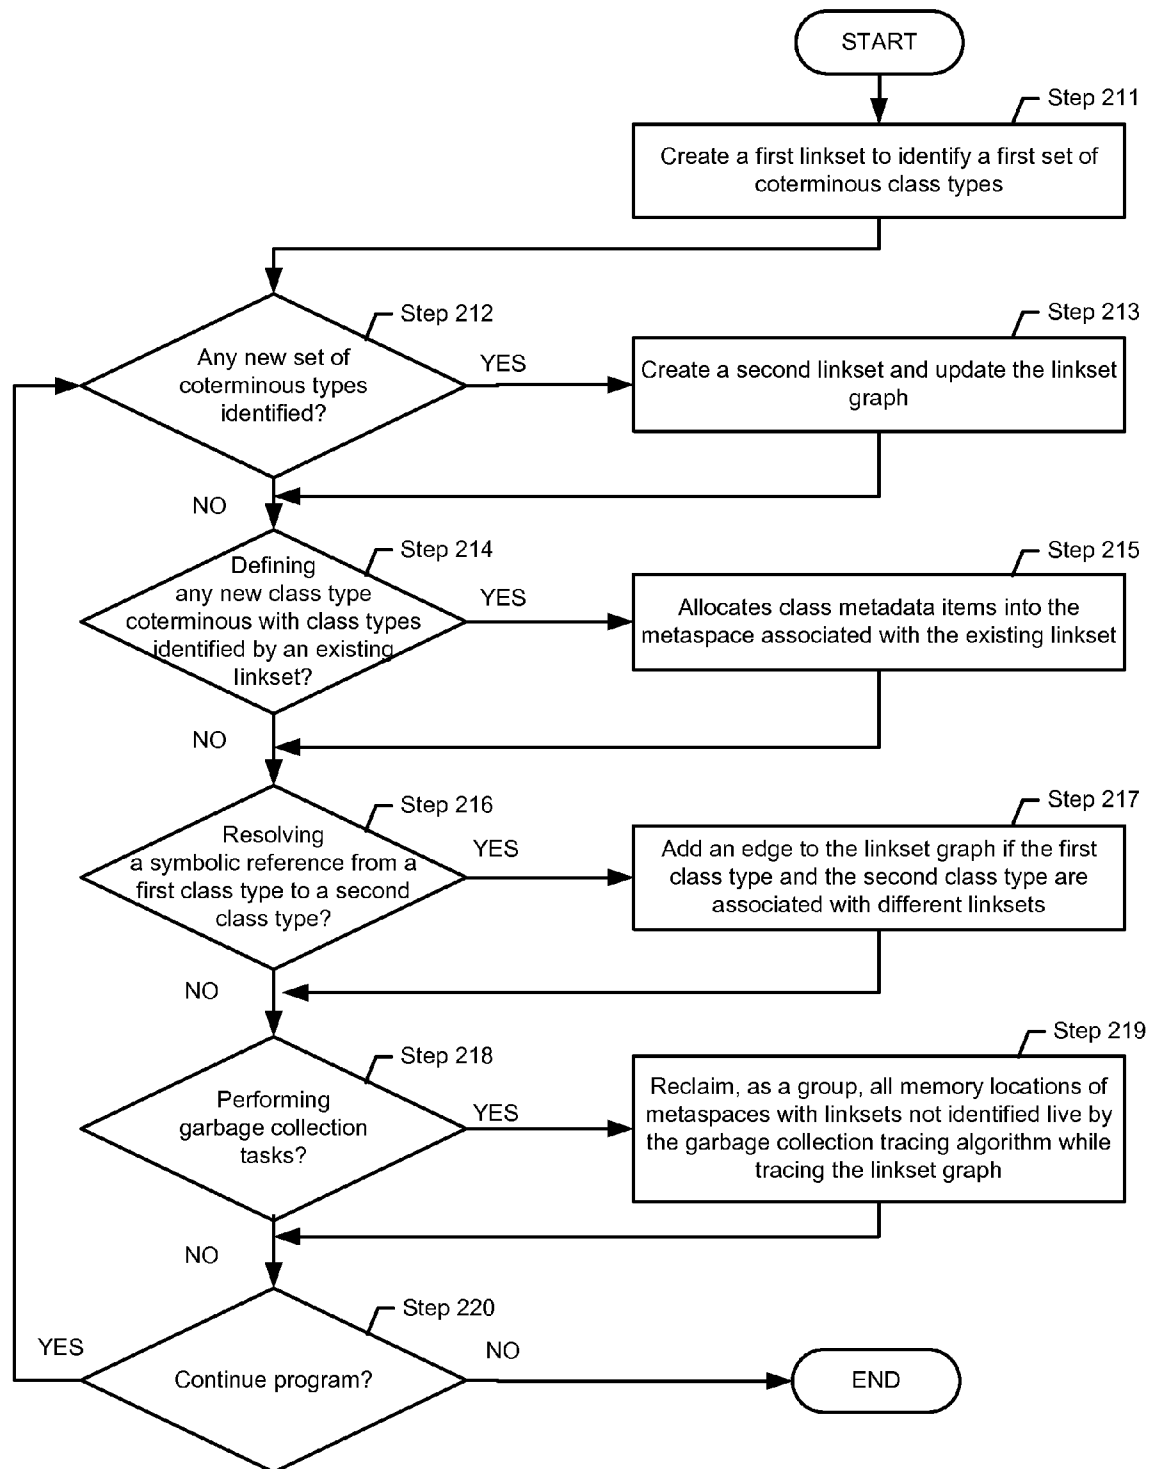 START
Step 211
Create a first linkset to identify a first set of
coterminous class types
Step 212
Any new set of
coterminous types
identified?
YES
Step 213
Create a second linkset and update the linkset
graph
NO
Step 214
Defining
any new class type
coterminous with class types
identified by an existing
linkset?
YES
Step 215
Allocates class metadata items into the
metaspace associated with the existing linkset
NO
Step 216
Resolving
a symbolic reference from a
first class type to a second
class type?
YES
Step 217
Add an edge to the linkset graph if the first
class type and the second class type are
associated with different linksets
NO
Step 218
Performing
garbage collection
tasks?
YES
Step 219
Reclaim, as a group, all memory locations of
metaspaces with linksets not identified live by
the garbage collection tracing algorithm while
tracing the linkset graph
NO
Step 220
YES
Continue program?
NO
END